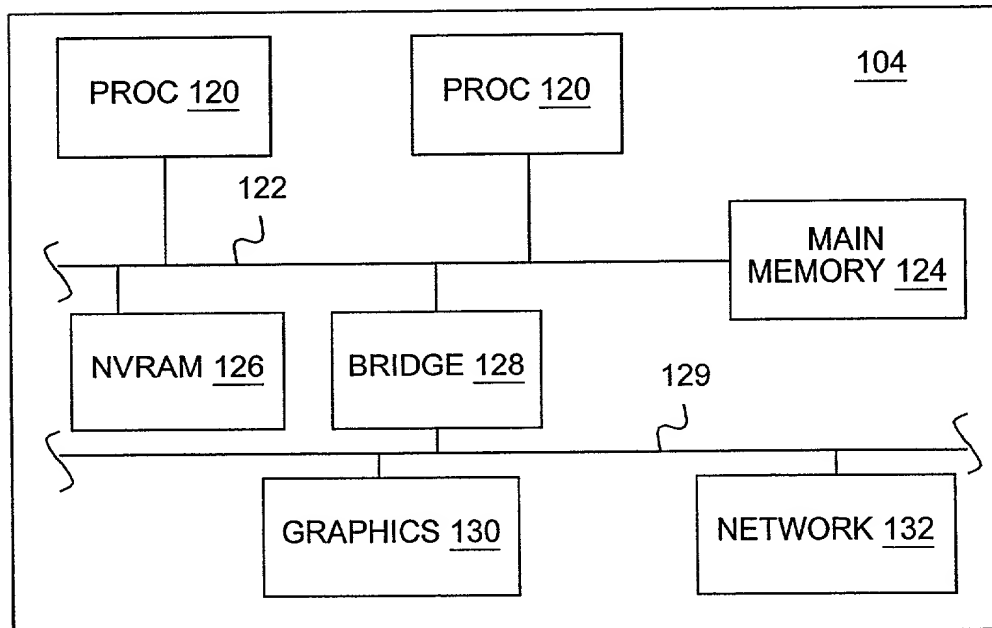 PROC 120
PROC 120
104
122
MAIN
MEMORY 124
NVRAM 126
BRIDGE 128
129
GRAPHICS 130
NETWORK 132